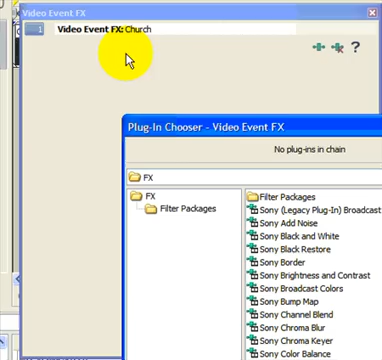 Video Event FX
1
Video Event FX: Church
?
Plug-In Chooser - Video Event FX
No plug-ins in chain
FX
FX
Filter Packages
Filter Packages
Sony (Legacy Plug-In) Broadcast
Sony Add Noise
Sony Black and White
Sony Black Restore
Sony Border
Sony Brightness and Contrast
Sony Broadcast Colors
Sony Bump Map
Sony Channel Blend
Sony Chroma Blur
Sony Chroma Keyer
Sony Color Balance